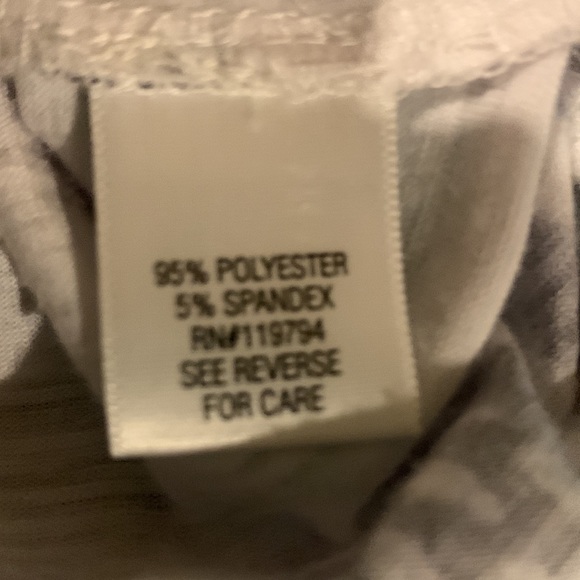 95% POLYESTER
5% SPANDEX
RN#119794
SEE REVERSE
FOR CARE